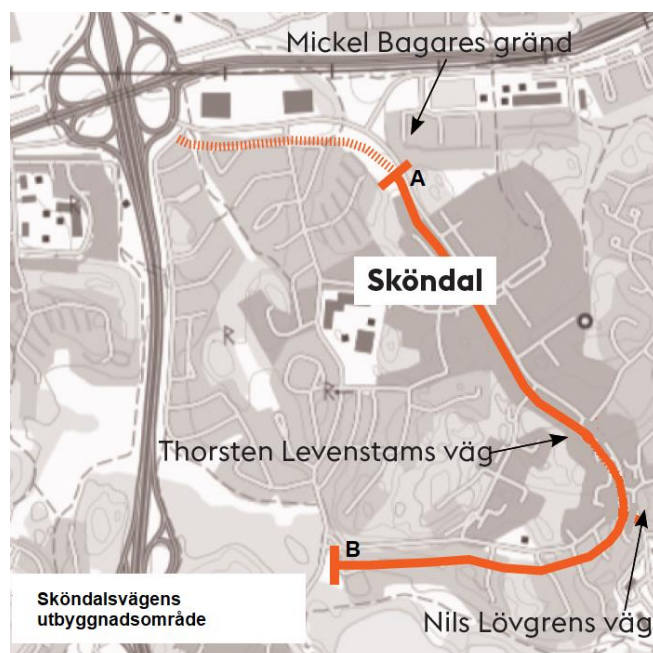 Mickel Bagares gränd
A
Sköndal
Thorsten Levenstams väg
B
Sköndalsvägens
utbyggnadsområde
Nils Lövgrens väg